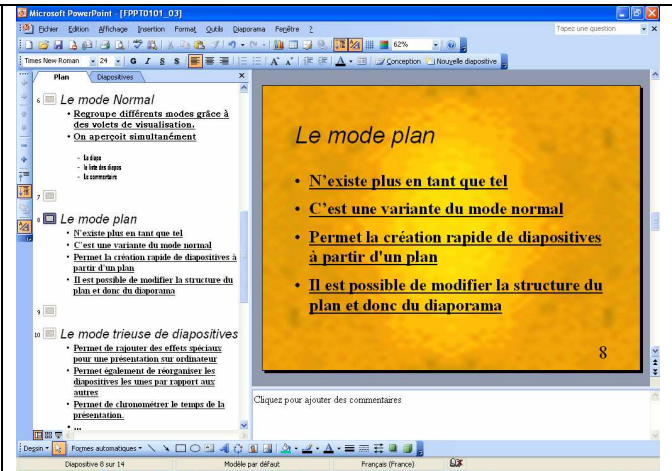 Microsoft PowerPoint - [FPPT0101_03]
Fichier Edition Affichage Insertion Format Outils Diaporama Fenêtre ?
Tapez une question
62%
Times New Roman 24 G I S S
Conception Nouvelle diapositive
Plan Diapositives
6 Le mode Normal
• Regroupe différents modes grâce à
des volets de visualisation.
• On aperçoit simultanément
– La diapo
– la liste des diapos
– Le commentaire
7
8 Le mode plan
• N'existe plus en tant que tel
• C'est une variante du mode normal
• Permet la création rapide de diapositives à
partir d'un plan
• Il est possible de modifier la structure du
plan et donc du diaporama
9
10 Le mode trieuse de diapositives
• Permet de rajouter des effets spéciaux
pour une présentation sur ordinateur
• Permet également de réorganiser les
diapositives les unes par rapport aux
autres
• Permet de chronométrer le temps de la
présentation.
• ...
Le mode plan
• N'existe plus en tant que tel
• C'est une variante du mode normal
• Permet la création rapide de diapositives
à partir d'un plan
• Il est possible de modifier la structure du
plan et donc du diaporama
8
Cliquez pour ajouter des commentaires
Dessin Formes automatiques
Diapositive 8 sur 14 Modèle par défaut Français (France)